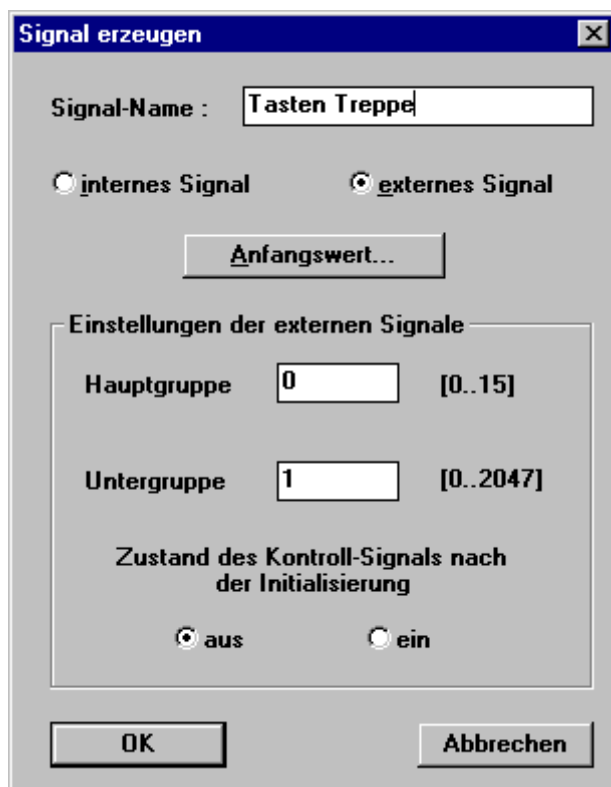 Signal erzeugen
Signal-Name : Tasten Treppe
internes Signal externes Signal
Anfangswert...
Einstellungen der externen Signale
Hauptgruppe 0 [0..15]
Untergruppe 1 [0..2047]
Zustand des Kontroll-Signals nach
der Initialisierung
aus ein
OK Abbrechen